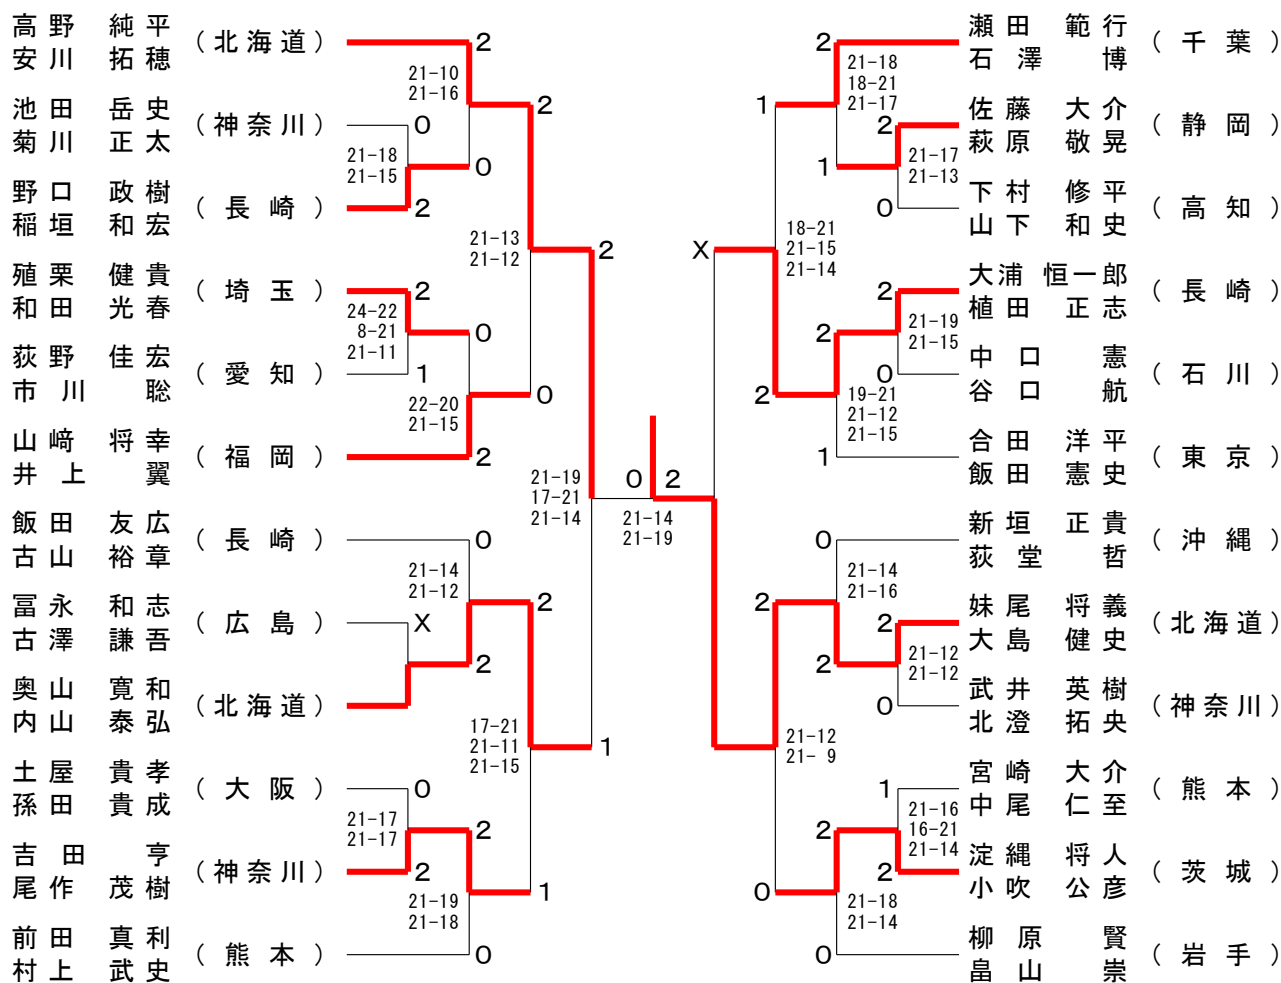 高野 純平
安川 拓穂
(北海道)
2
21-10
21-16
2
池田 岳史
菊川 正太
(神奈川)
0
21-18
21-15
0
野口 政樹
稲垣 和宏
(長崎)
2
21-13
21-12
2
殖栗 健貴
和田 光春
(埼玉)
2
24-22
8-21
21-11
0
荻野 佳宏
市川 聡
(愛知)
1
22-20
21-15
0
山﨑 将幸
井上 翼
(福岡)
2
21-19
17-21
21-14
飯田 友広
古山 裕章
(長崎)
0
21-14
21-12
2
冨永 和志
古澤 謙吾
(広島)
X
2
奥山 寛和
内山 泰弘
(北海道)
17-21
21-11
21-15
1
土屋 貴孝
孫田 貴成
(大阪)
0
21-17
21-17
2
吉田 亨
尾作 茂樹
(神奈川)
2
21-19
21-18
1
前田 真利
村上 武史
(熊本)
0
0 2
21-14
21-19
瀬田 範行
石澤 博
(千葉)
2
21-18
18-21
21-17
1
佐藤 大介
萩原 敬晃
(静岡)
2
21-17
21-13
1
下村 修平
山下 和史
(高知)
0
18-21
21-15
21-14
X
大浦 恒一郎
植田 正志
(長崎)
2
21-19
21-15
2
中口 憲
谷口 航
(石川)
0
19-21
21-12
21-15
2
合田 洋平
飯田 憲史
(東京)
1
新垣 正貴
荻堂 哲
(沖縄)
0
21-14
21-16
2
妹尾 将義
大島 健史
(北海道)
2
21-12
21-12
2
武井 英樹
北澄 拓央
(神奈川)
0
21-12
21- 9
宮崎 大介
中尾 仁至
(熊本)
1
21-16
16-21
21-14
2
淀縄 将人
小吹 公彦
(茨城)
2
21-18
21-14
0
柳原 賢
畠山 崇
(岩手)
0